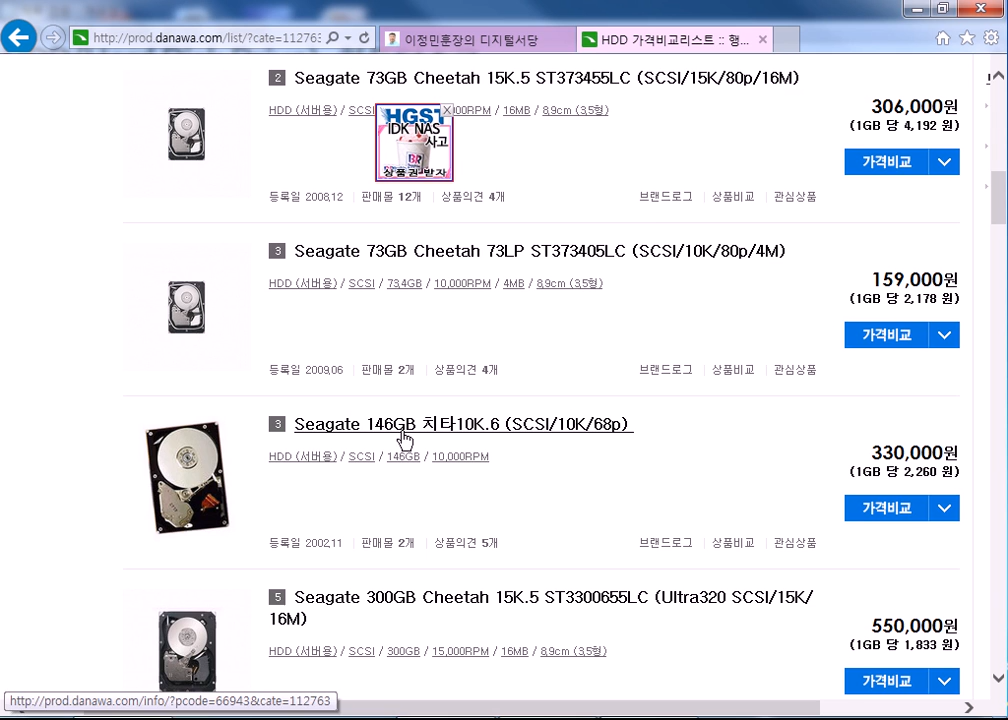 http://prod.danawa.com/list/?cate=112763
이정민훈장의 디지털서당
HDD 가격비교리스트 :: 행...
2 Seagate 73GB Cheetah 15K.5 ST373455LC (SCSI/15K/80p/16M)
HDD (서버용) / SCSI 000RPM / 16MB / 8.9cm (3.5형)
HGST
IDK NAS
사고
BR
상품권 받자
306,000원
(1GB 당 4,192 원)
가격비교
등록일 2008.12 판매몰 12개 상품의견 4개 브랜드로그 상품비교 관심상품
3 Seagate 73GB Cheetah 73LP ST373405LC (SCSI/10K/80p/4M)
HDD (서버용) / SCSI / 73.4GB / 10,000RPM / 4MB / 8.9cm (3.5형)
159,000원
(1GB 당 2,178 원)
가격비교
등록일 2009.06 판매몰 2개 상품의견 4개 브랜드로그 상품비교 관심상품
3 Seagate 146GB 치타10K.6 (SCSI/10K/68p)
HDD (서버용) / SCSI / 146GB / 10,000RPM
330,000원
(1GB 당 2,260 원)
가격비교
등록일 2002.11 판매몰 2개 상품의견 5개 브랜드로그 상품비교 관심상품
5 Seagate 300GB Cheetah 15K.5 ST3300655LC (Ultra320 SCSI/15K/
16M)
HDD (서버용) / SCSI / 300GB / 15,000RPM / 16MB / 8.9cm (3.5형)
550,000원
(1GB 당 1,833 원)
가격비교
http://prod.danawa.com/info/?pcode=66943&cate=112763